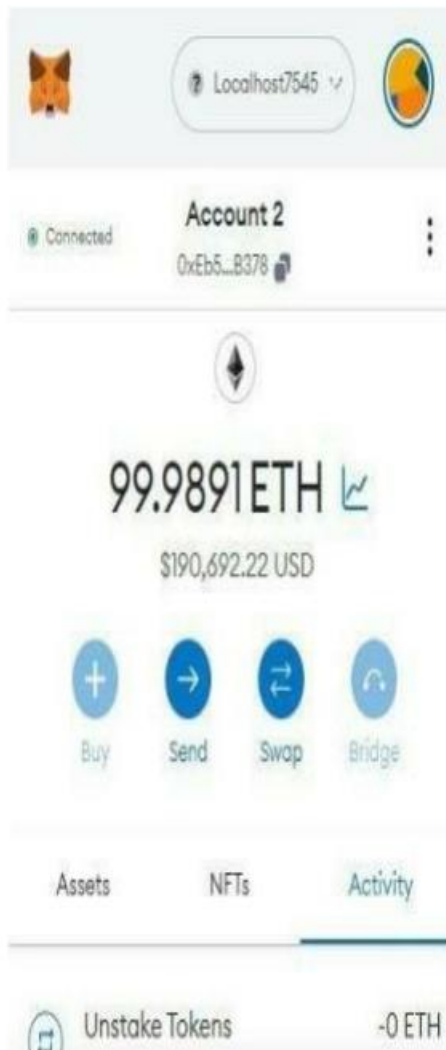 ? Localhost7545
Connected
Account 2
0xEb5...B378
99.9891 ETH
$190,692.22 USD
Buy Send Swap Bridge
Assets NFTs Activity
Unstake Tokens -0 ETH